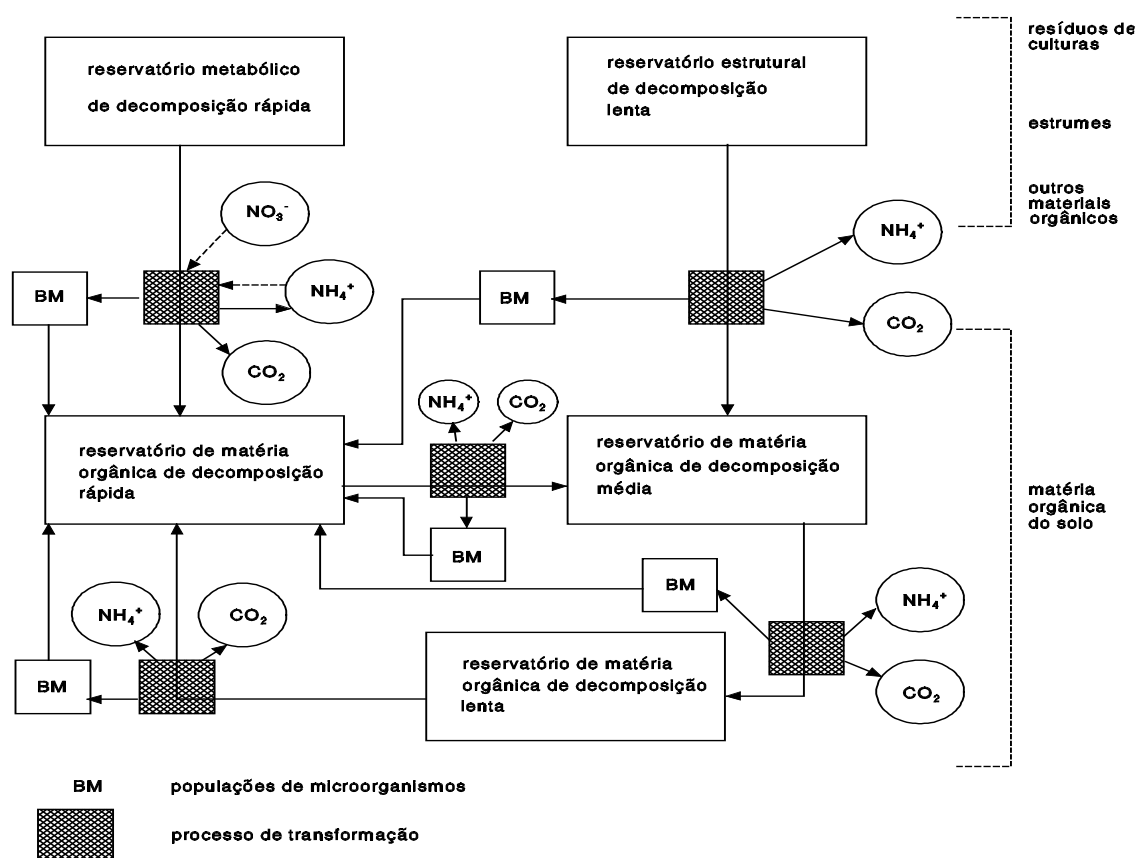 reservatório metabólico
de decomposição rápida
reservatório estrutural
de decomposição
lenta
resíduos de
culturas
estrumes
outros
materiais
orgânicos
NO₃⁻
NH₄⁺
BM
NH₄⁺
BM
CO₂
CO₂
NH₄⁺
CO₂
reservatório de matéria
orgânica de decomposição
rápida
reservatório de matéria
orgânica de decomposição
média
matéria
orgânica
do solo
BM
BM
NH₄⁺
NH₄⁺
CO₂
reservatório de matéria
orgânica de decomposição
lenta
BM
CO₂
BM populações de microorganismos
processo de transformação